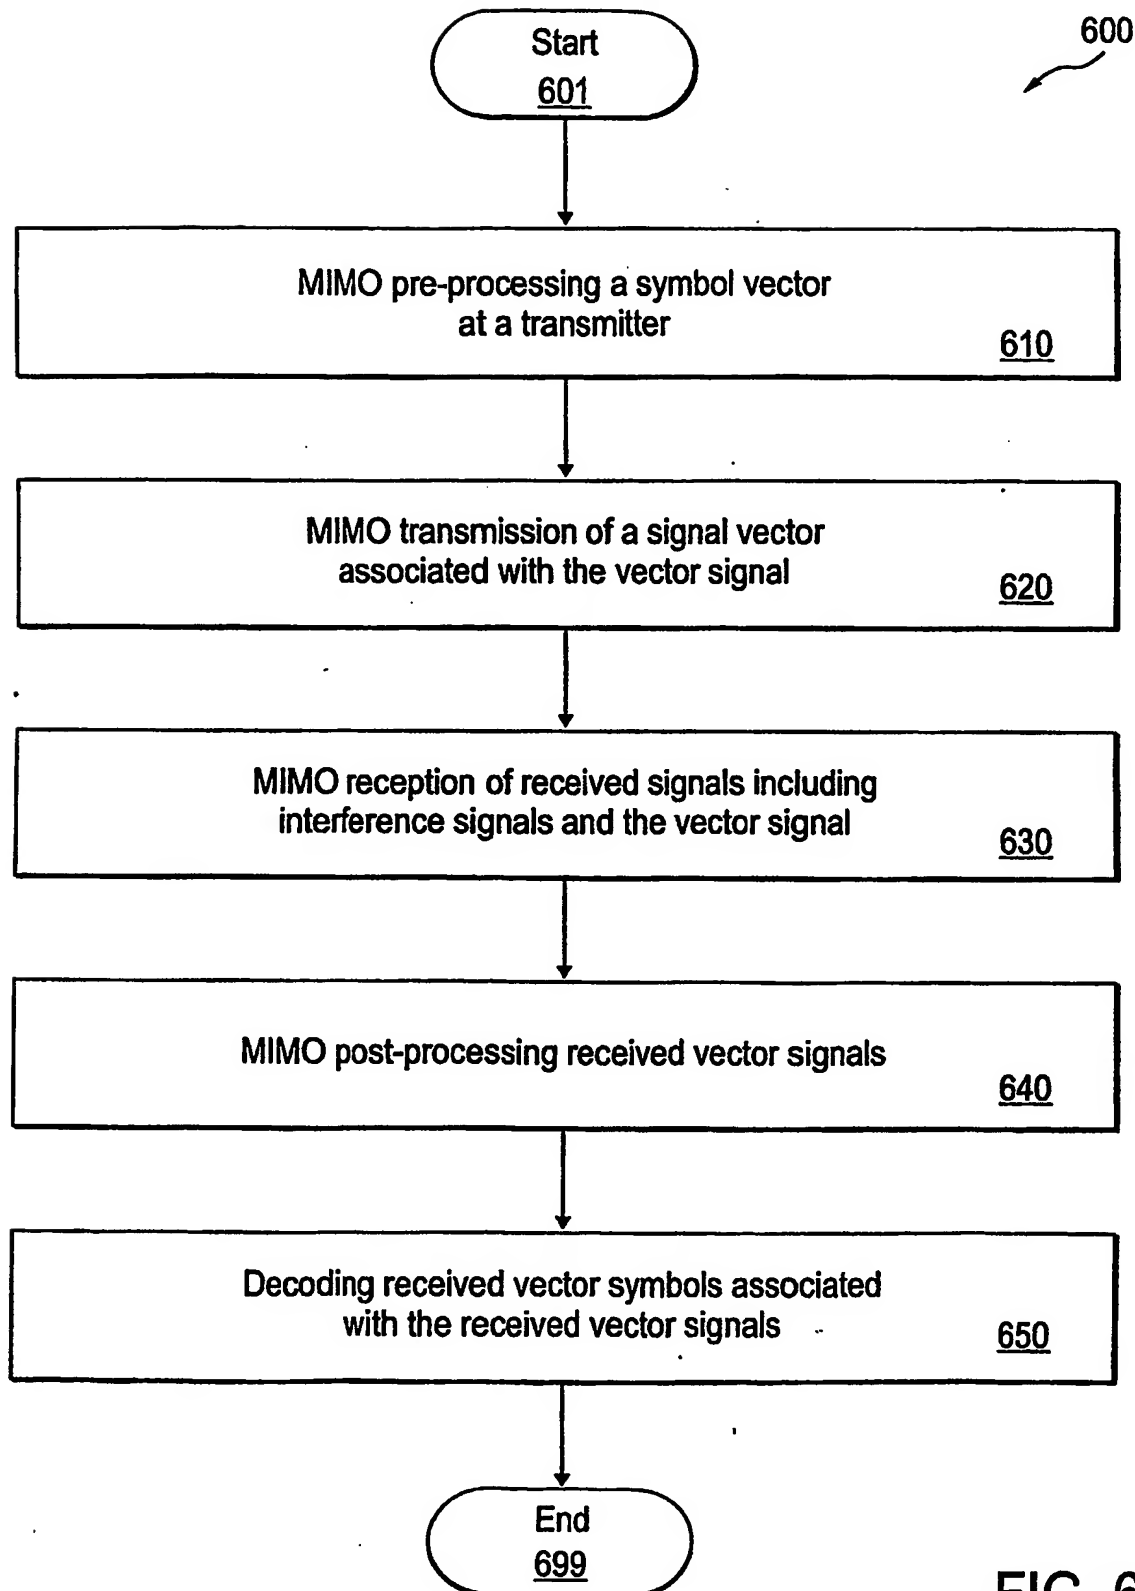 600
Start
601
MIMO pre-processing a symbol vector
at a transmitter
610
MIMO transmission of a signal vector
associated with the vector signal
620
MIMO reception of received signals including
interference signals and the vector signal
630
MIMO post-processing received vector signals
640
Decoding received vector symbols associated
with the received vector signals
650
End
699
FIG. 6